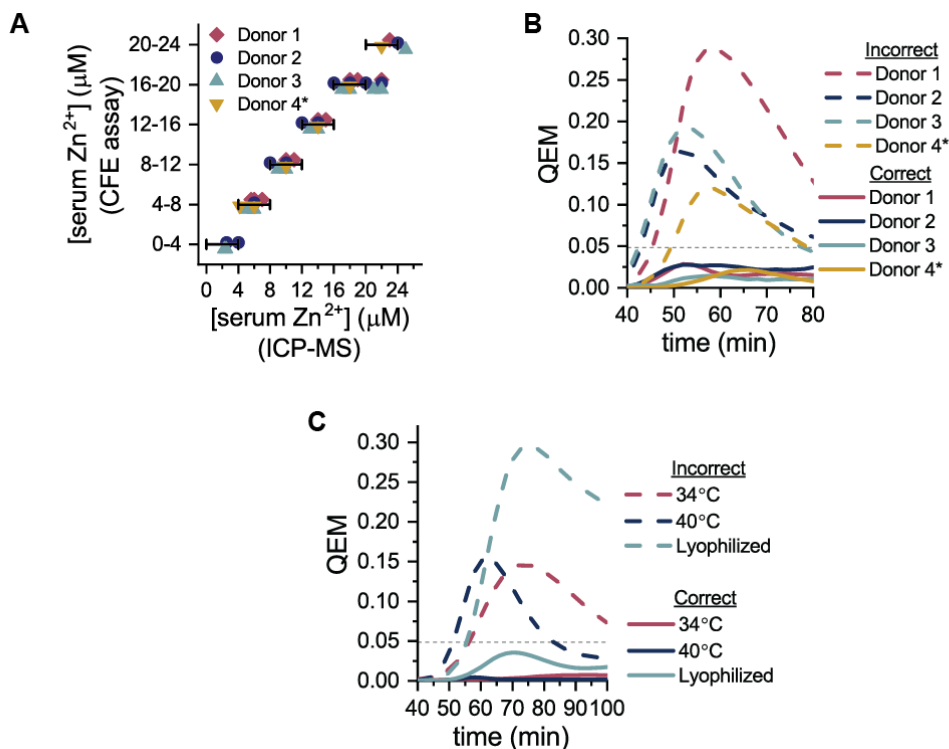 A
[serum Zn²⁺] (μM)
(CFE assay)
20-24
16-20
12-16
8-12
4-8
0-4
Donor 1
Donor 2
Donor 3
Donor 4*
0 4 8 12 16 20 24
[serum Zn²⁺] (μM)
(ICP-MS)
B
QEM
0.30
0.25
0.20
0.15
0.10
0.05
0.00
40 50 60 70 80
time (min)
Incorrect
Donor 1
Donor 2
Donor 3
Donor 4*
Correct
Donor 1
Donor 2
Donor 3
Donor 4*
C
QEM
0.30
0.25
0.20
0.15
0.10
0.05
0.00
40 50 60 70 80 90 100
time (min)
Incorrect
34°C
40°C
Lyophilized
Correct
34°C
40°C
Lyophilized